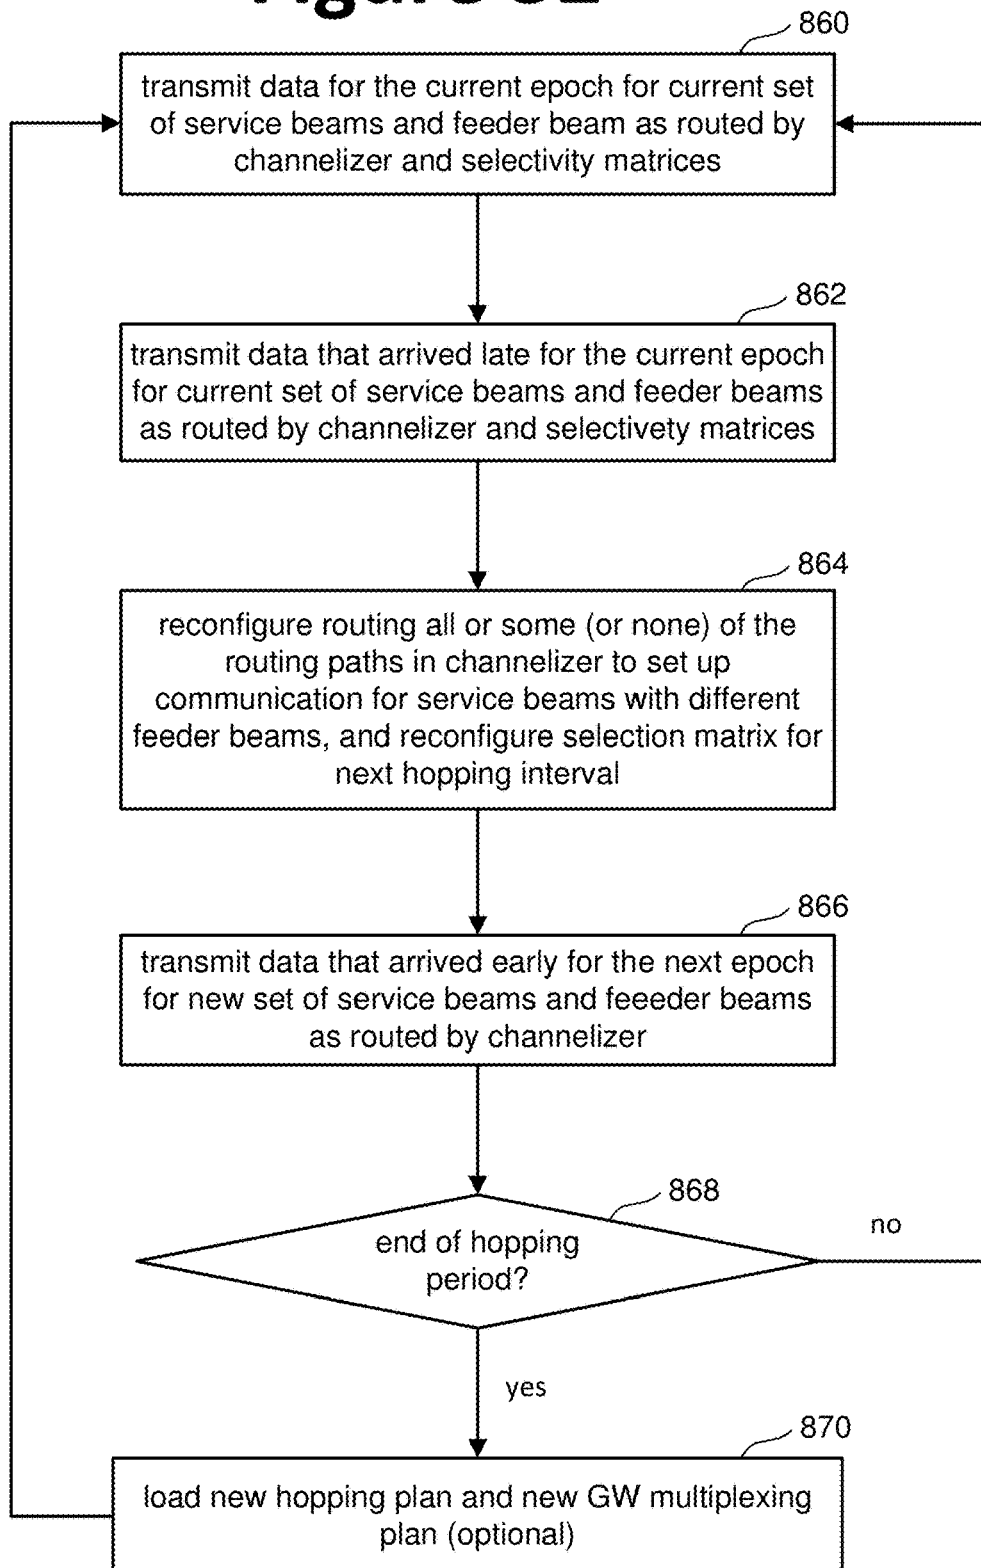 860
transmit data for the current epoch for current set
of service beams and feeder beam as routed by
channelizer and selectivity matrices
862
transmit data that arrived late for the current epoch
for current set of service beams and feeder beams
as routed by channelizer and selectivety matrices
864
reconfigure routing all or some (or none) of the
routing paths in channelizer to set up
communication for service beams with different
feeder beams, and reconfigure selection matrix for
next hopping interval
866
transmit data that arrived early for the next epoch
for new set of service beams and feeeder beams
as routed by channelizer
868
end of hopping
period?
no
yes
870
load new hopping plan and new GW multiplexing
plan (optional)